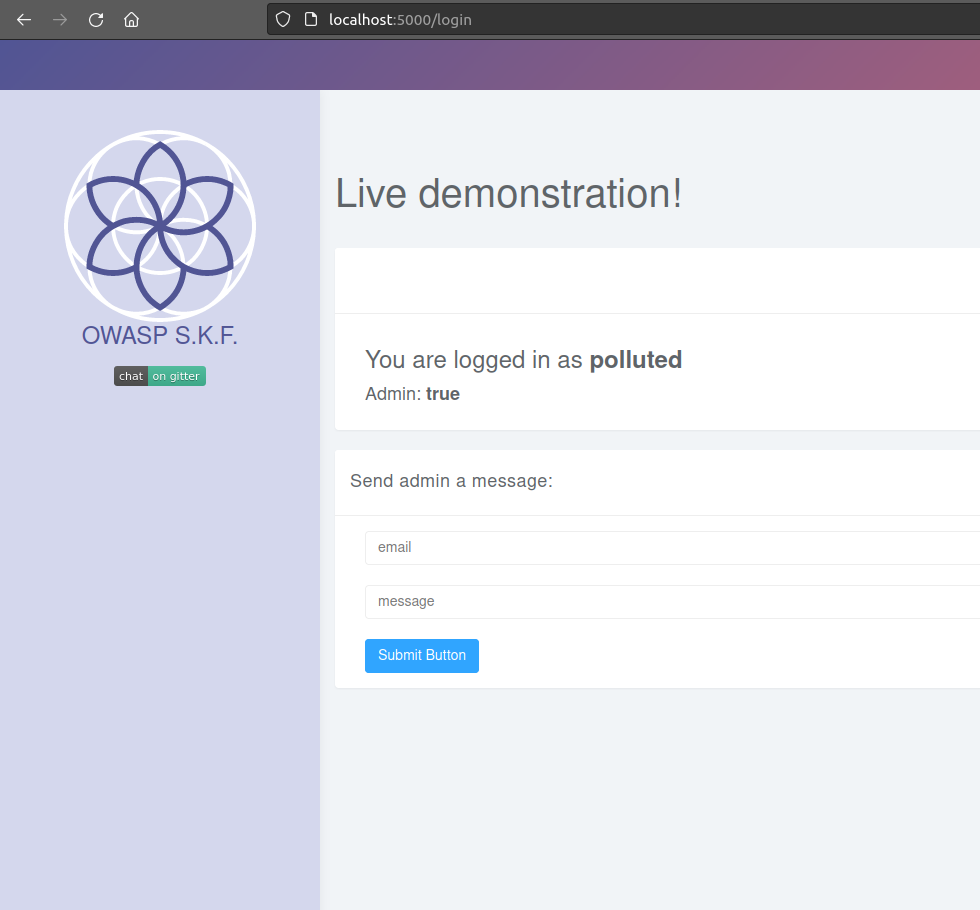 localhost:5000/login
OWASP S.K.F.
chat on gitter
Live demonstration!
You are logged in as polluted
Admin: true
Send admin a message:
email
message
Submit Button